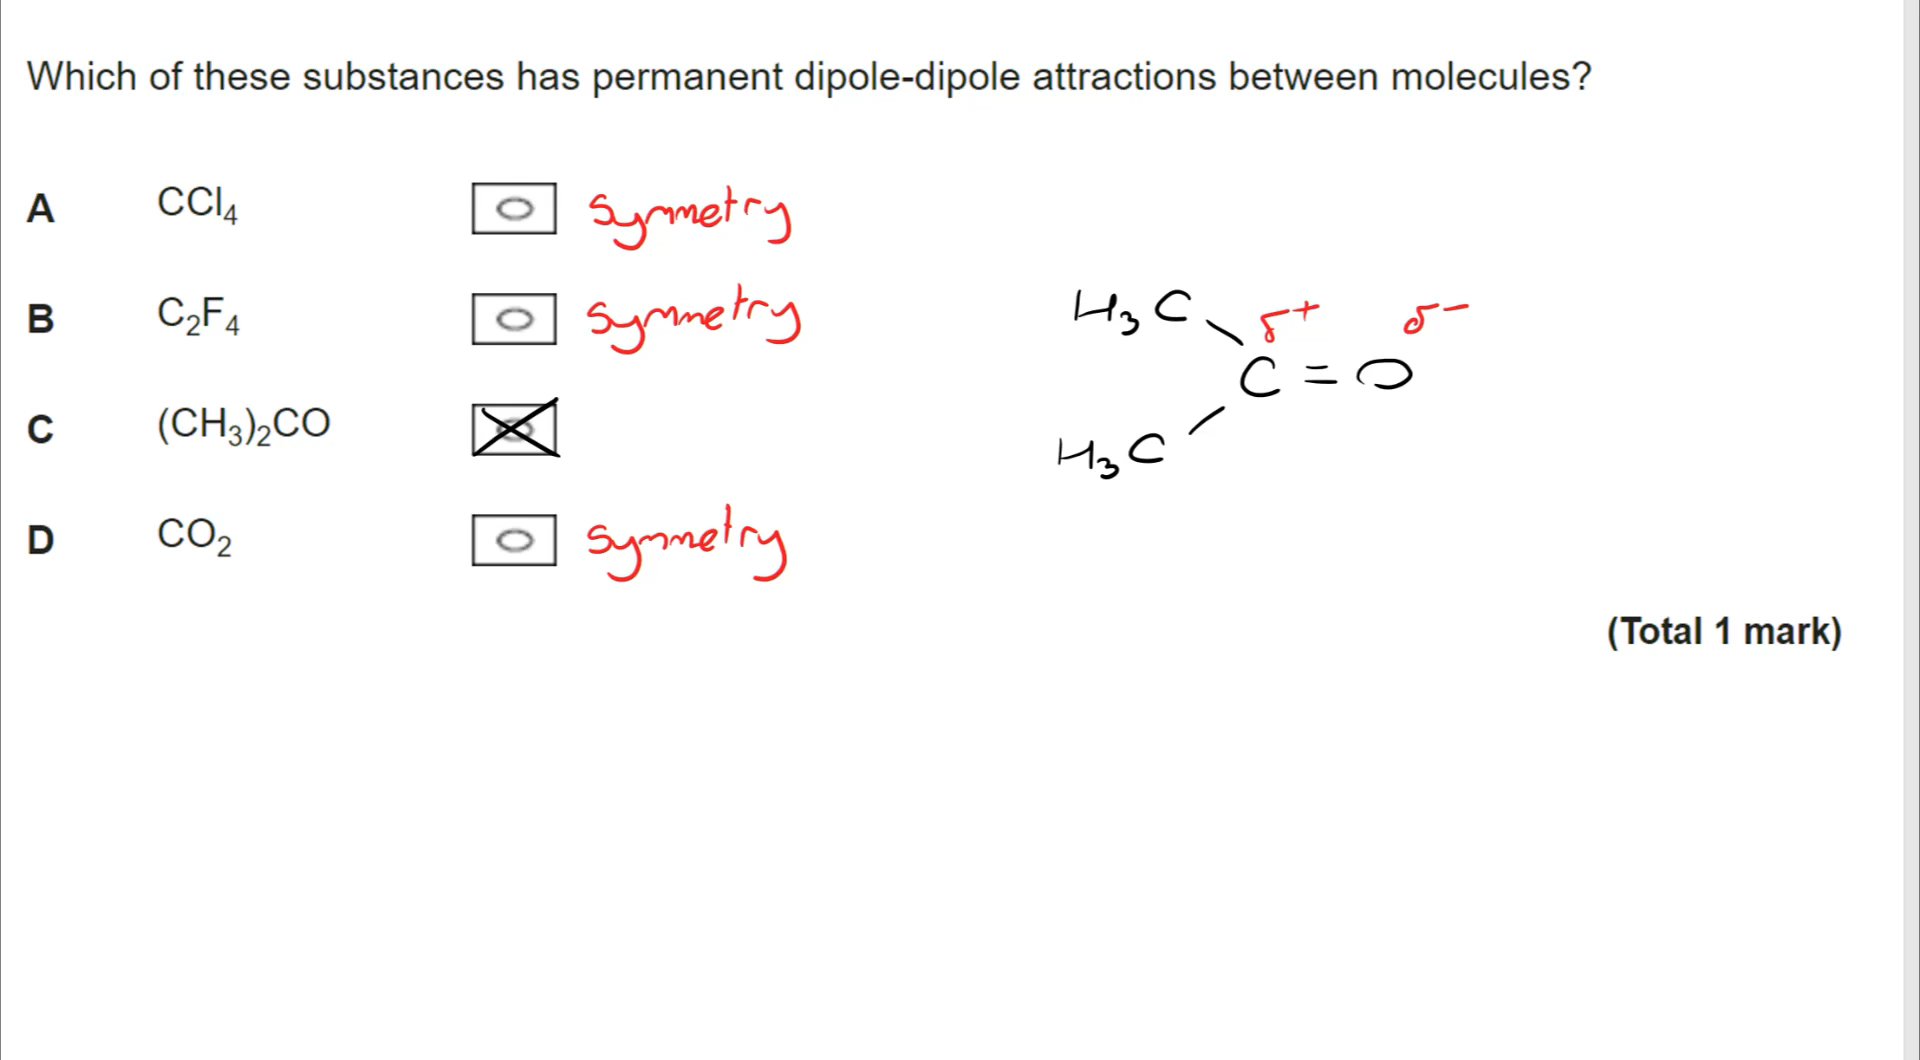 Which of these substances has permanent dipole-dipole attractions between molecules?
A CCl₄ symmetry
B C₂F₄ symmetry
H₃C δ+ δ−
C = O
C (CH₃)₂CO
H₃C
D CO₂ symmetry
(Total 1 mark)